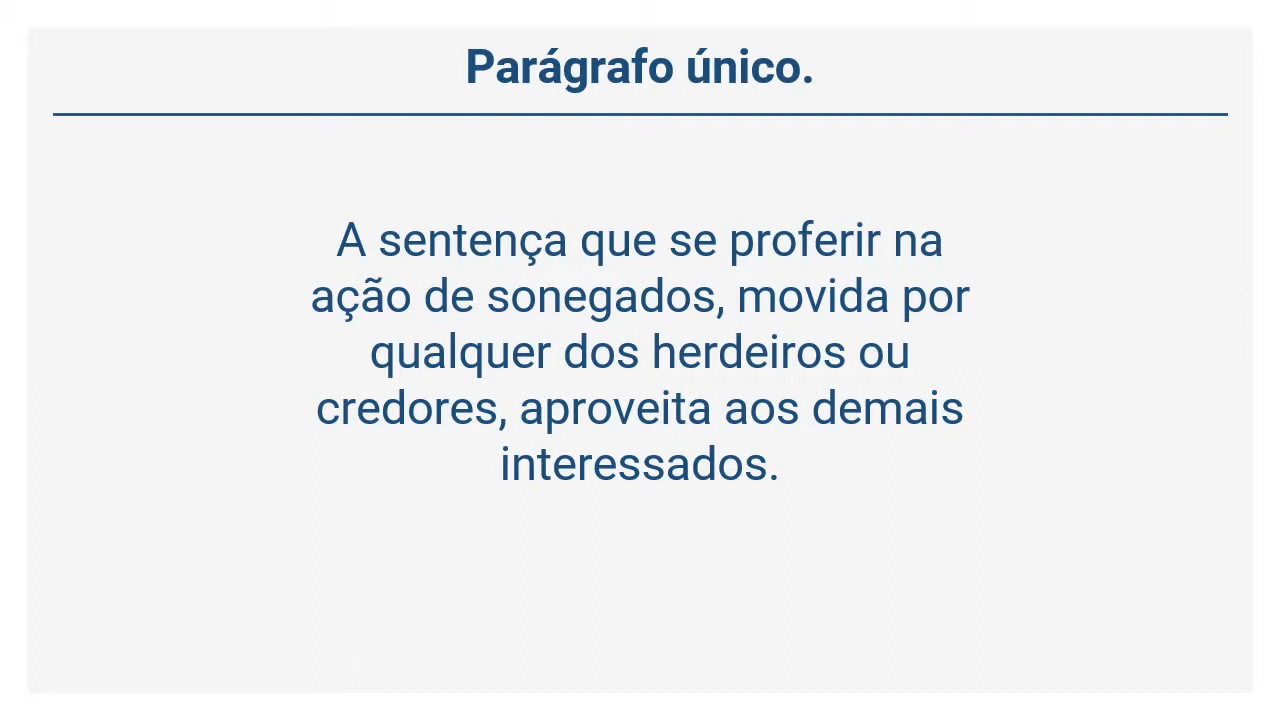 Parágrafo único.
A sentença que se proferir na
ação de sonegados, movida por
qualquer dos herdeiros ou
credores, aproveita aos demais
interessados.